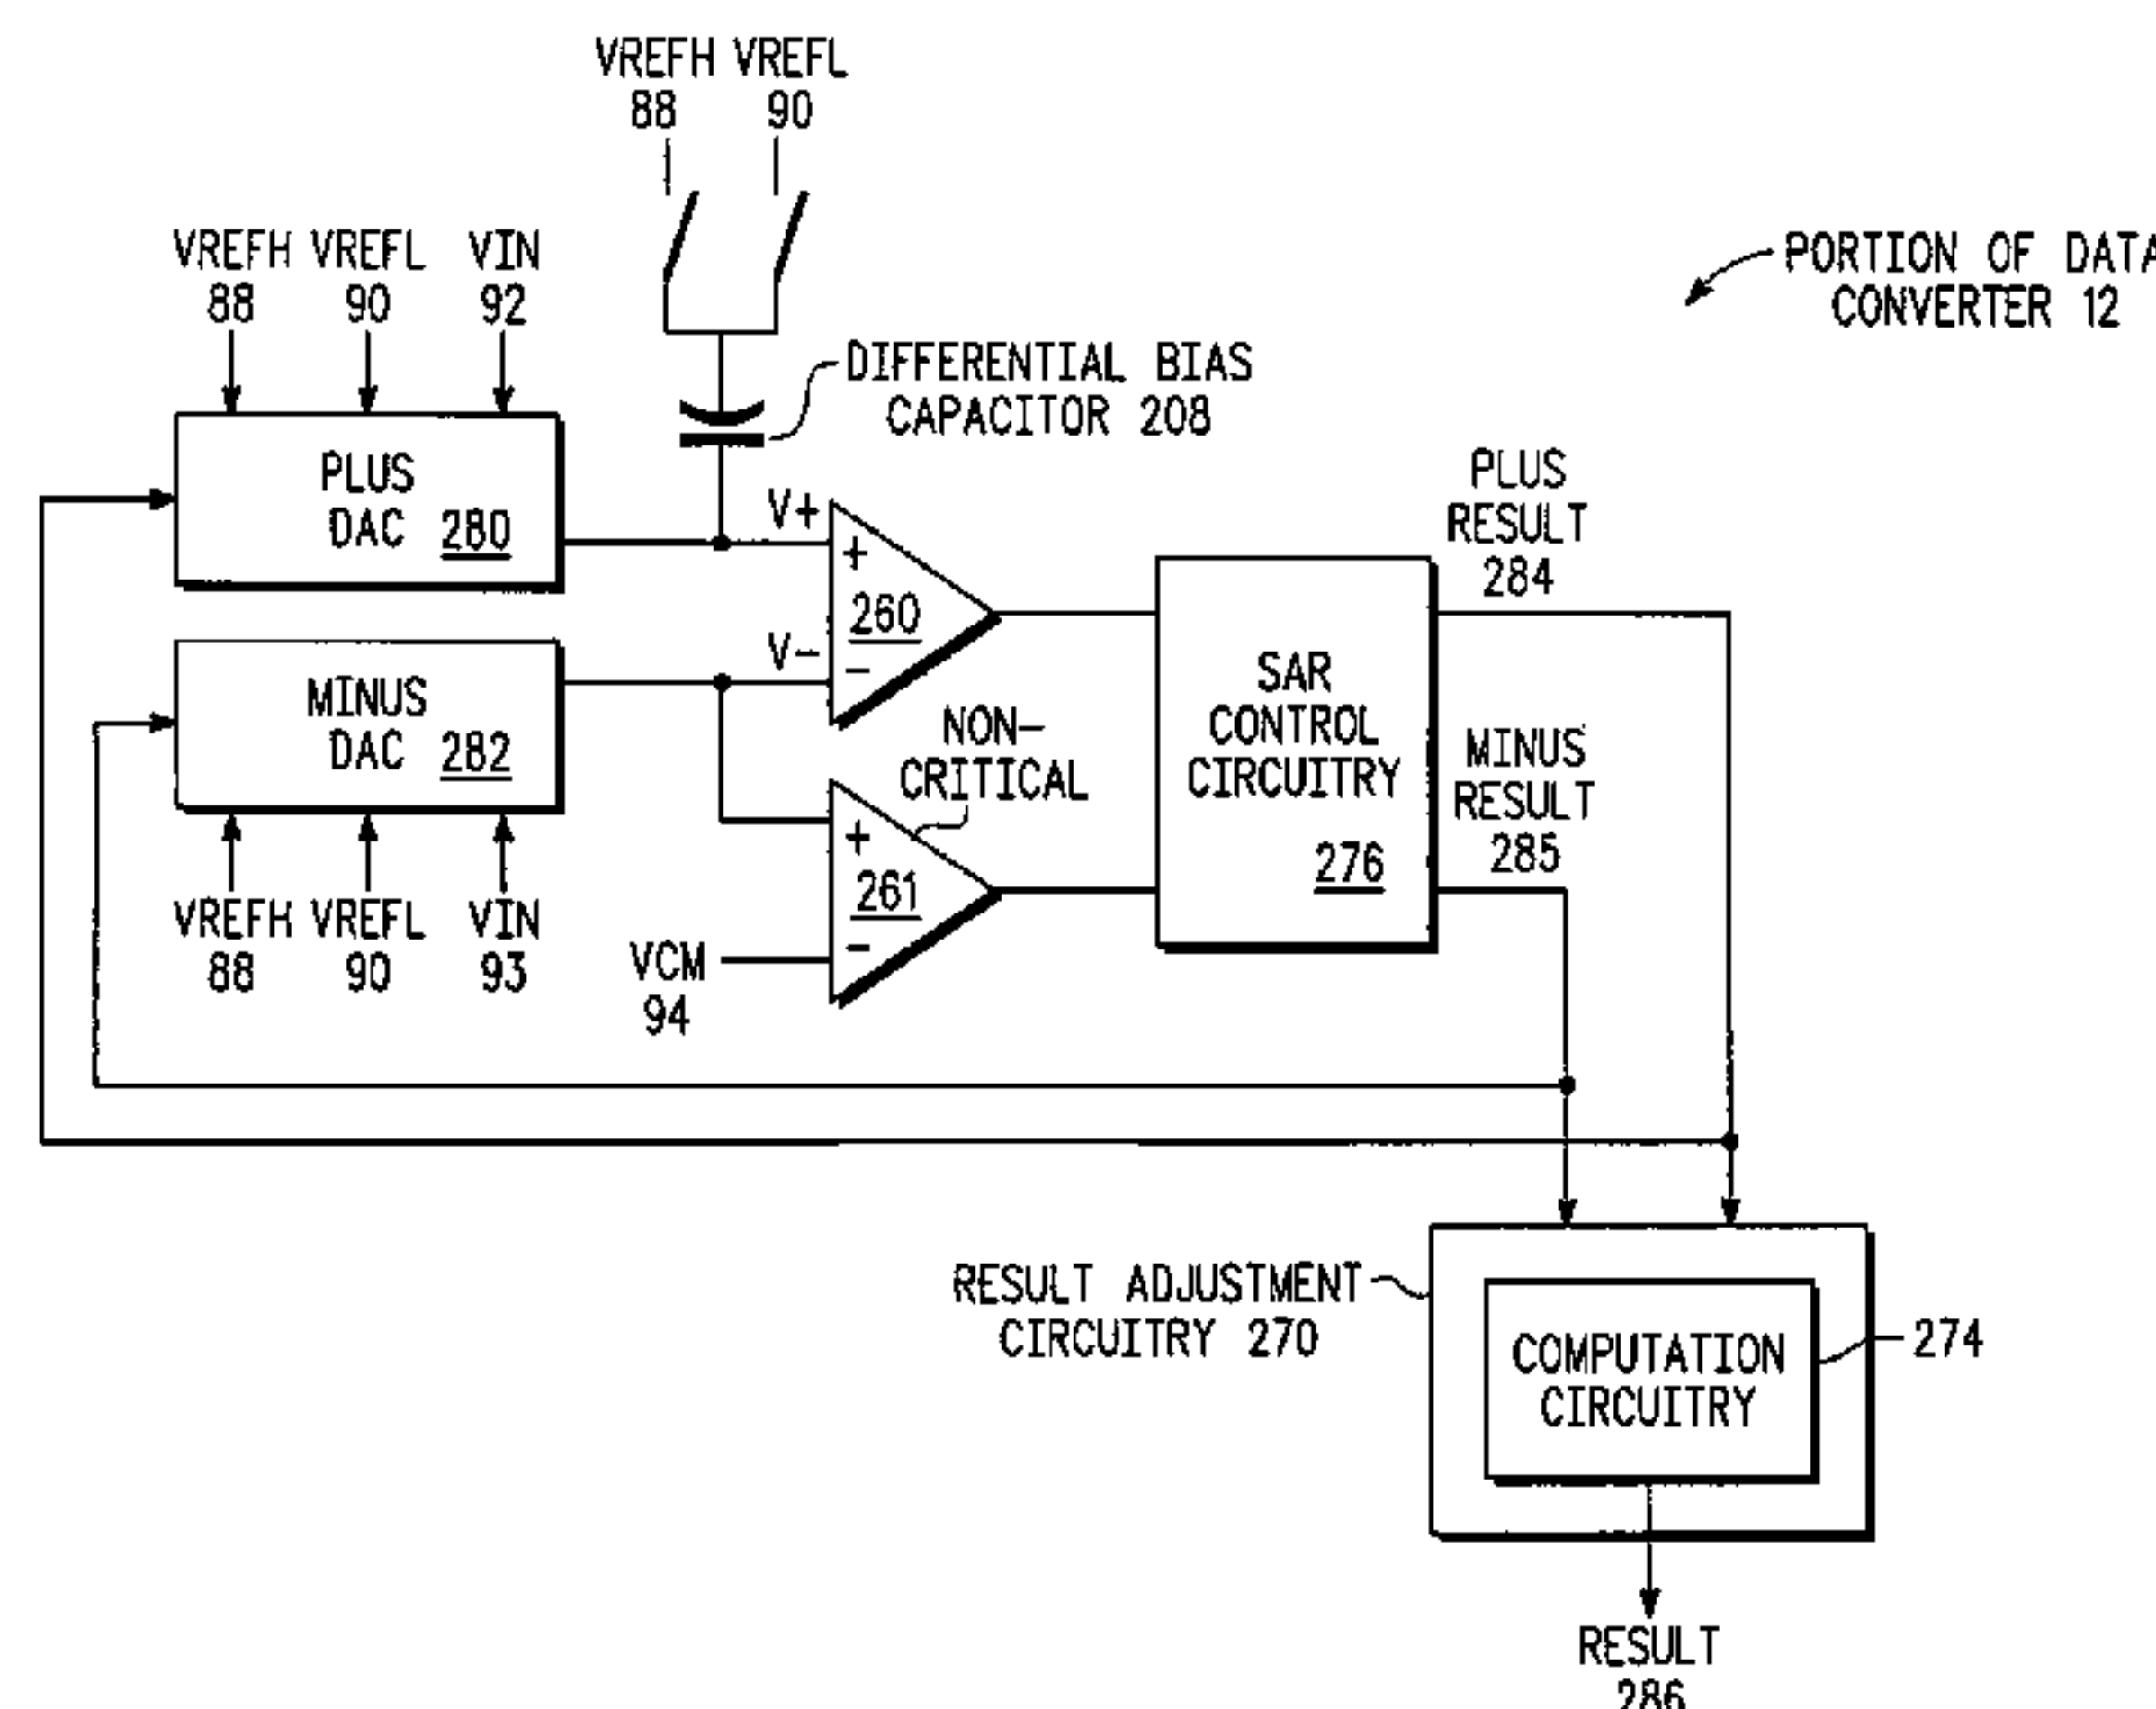 VREFH VREFL
88 90
VREFH VREFL VIN
88 90 92
PORTION OF DATA
CONVERTER 12
DIFFERENTIAL BIAS
CAPACITOR 208
PLUS
DAC 280
V+
+
260
V-
-
PLUS
RESULT
284
MINUS
DAC 282
NON-
CRITICAL
SAR
CONTROL
CIRCUITRY
276
MINUS
RESULT
285
+
261
-
VREFH VREFL VIN
88 90 93
VCM
94
RESULT ADJUSTMENT
CIRCUITRY 270
COMPUTATION
CIRCUITRY
274
RESULT
286